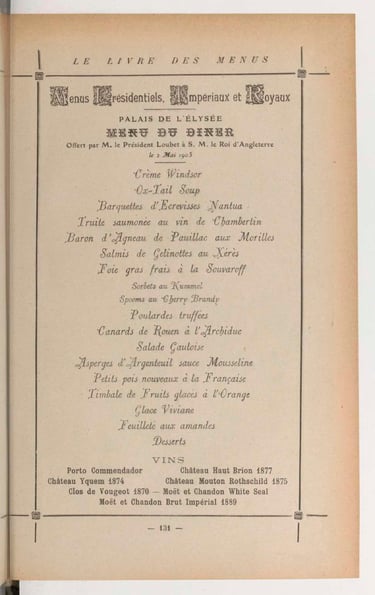 LE LIVRE DES MENUS
Menus Présidentiels, Impériaux et Royaux
PALAIS DE L'ÉLYSÉE
MENU DU DINER
Offert par M. le Président Loubet à S. M. le Roi d'Angleterre
le 2 Mai 1903
Crème Windsor
Ox-Tail Soup
Barquettes d'Ecrevisses Nantua
Truite saumonée au vin de Chambertin
Baron d'Agneau de Pauillac aux Morilles
Salmis de Gelinottes au Xérès
Foie gras frais à la Souvaroff
Sorbets au Kummel
Spooms au Cherry Brandy
Poulardes truffées
Canards de Rouen à l'Archiduc
Salade Gauloise
Asperges d'Argenteuil sauce Mousseline
Petits pois nouveaux à la Française
Timbale de Fruits glacés à l'Orange
Glace Viviane
Feuilleté aux amandes
Desserts
VINS
Porto Commendador Château Haut Brion 1877
Château Yquem 1874 Château Mouton Rothschild 1875
Clos de Vougeot 1870 — Moët et Chandon White Seal
Moët et Chandon Brut Impérial 1889
— 131 —